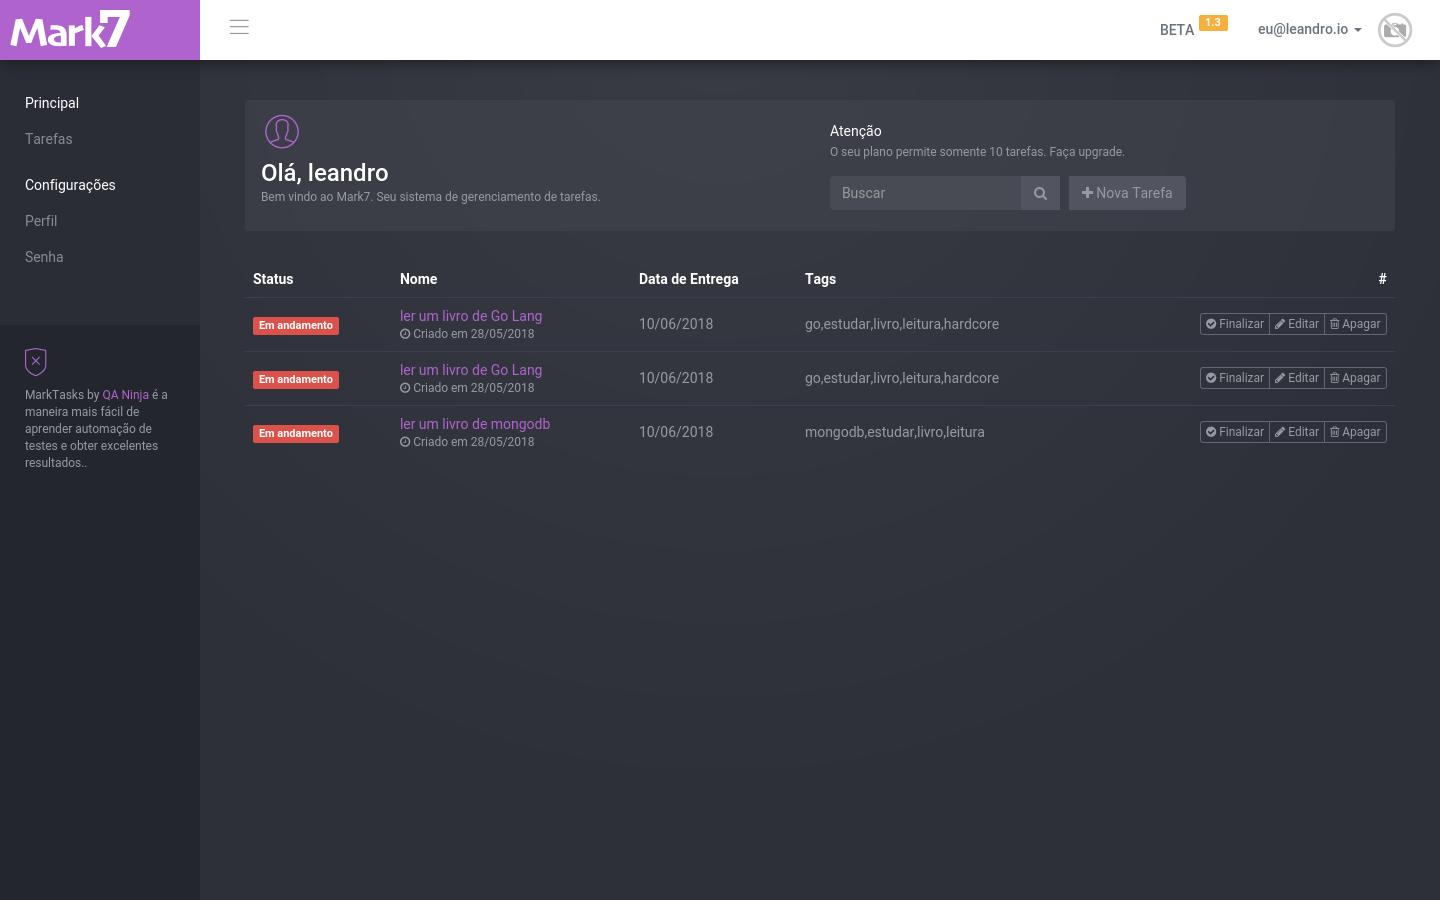 Mark7
BETA 1.3
eu@leandro.io
Principal
Tarefas
Configurações
Perfil
Senha
MarkTasks by QA Ninja é a
maneira mais fácil de
aprender automação de
testes e obter excelentes
resultados..
Olá, leandro
Bem vindo ao Mark7. Seu sistema de gerenciamento de tarefas.
Atenção
O seu plano permite somente 10 tarefas. Faça upgrade.
Buscar
Nova Tarefa
Status Nome Data de Entrega Tags #
Em andamento ler um livro de Go Lang 10/06/2018 go,estudar,livro,leitura,hardcore Finalizar Editar Apagar
Criado em 28/05/2018
Em andamento ler um livro de Go Lang 10/06/2018 go,estudar,livro,leitura,hardcore Finalizar Editar Apagar
Criado em 28/05/2018
Em andamento ler um livro de mongodb 10/06/2018 mongodb,estudar,livro,leitura Finalizar Editar Apagar
Criado em 28/05/2018